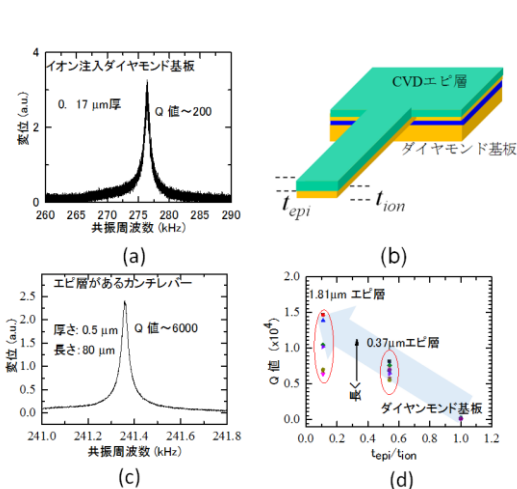 4
2
0
変位 (a.u.)
イオン注入ダイヤモンド基板
0. 17 μm厚
Q 値～200
260 265 270 275 280 285 290
共振周波数 (kHz)
(a)
CVDエピ層
ダイヤモンド基板
tepi
tion
(b)
エピ層があるカンチレバー
2.5
2.0
1.5
1.0
0.5
0.0
変位 (a.u.)
厚さ: 0.5 μm
長さ: 80 μm
Q 値～6000
241.0 241.2 241.4 241.6 241.8
共振周波数 (kHz)
(c)
2.0
1.5
1.0
0.5
0.0
Q 値 (x10⁴)
1.81μm エピ層
0.37μmエピ層
長く
ダイヤンモンド基板
0.0 0.2 0.4 0.6 0.8 1.0 1.2
tepi/tion
(d)